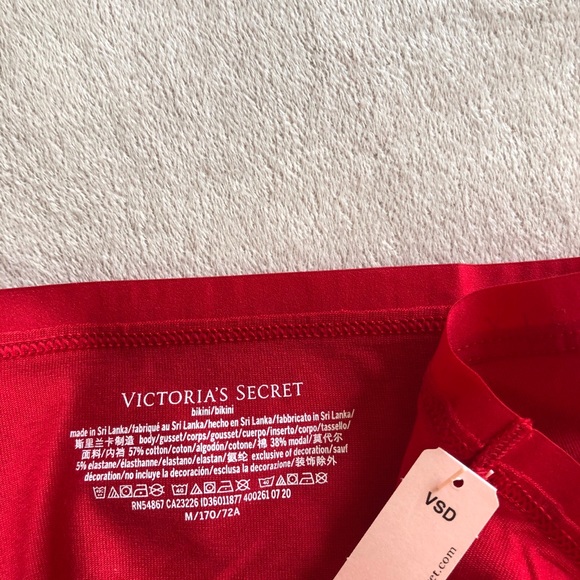 VICTORIA'S SECRET
bikini/bikini
made in Sri Lanka/fabriqué au Sri Lanka/hecho en Sri Lanka/fabbricato in Sri Lanka/
斯里兰卡制造 body/gusset/corps/gousset/cuerpo/inserto/corpo/tassello/
面料/内裆 57% cotton/coton/algodón/cotone/棉 38% modal/莫代尔
5% elastane/élasthanne/elastano/elastan/氨纶 exclusive of decoration/sauf
décoration/no incluye la decoración/esclusa la decorazione/装饰除外
RN54867 CA23226 ID36011877 400261 07 20
M/170/72A
VSD
ct.com